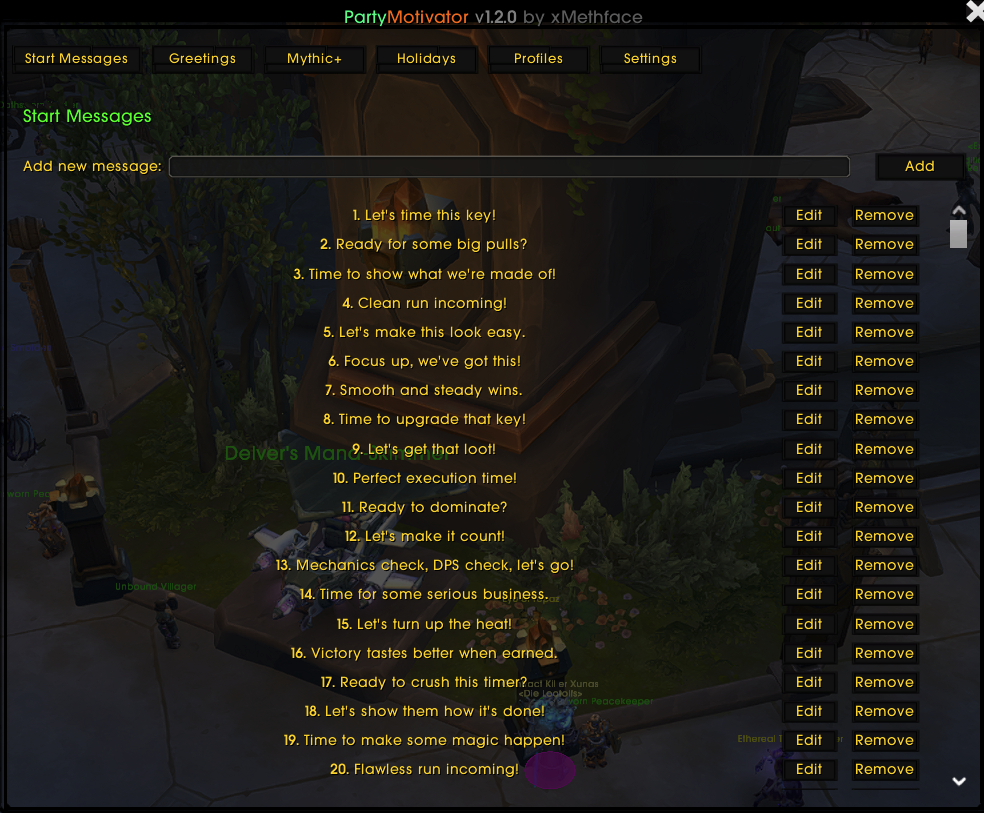 PartyMotivator v1.2.0 by xMethface
Start Messages Greetings Mythic+ Holidays Profiles Settings
Start Messages
Add new message: Add
1. Let's time this key! Edit Remove
2. Ready for some big pulls? Edit Remove
3. Time to show what we're made of! Edit Remove
4. Clean run incoming! Edit Remove
5. Let's make this look easy. Edit Remove
6. Focus up, we've got this! Edit Remove
7. Smooth and steady wins. Edit Remove
8. Time to upgrade that key! Edit Remove
9. Let's get that loot! Edit Remove
Delver's Mana-Skimmer
10. Perfect execution time! Edit Remove
11. Ready to dominate? Edit Remove
12. Let's make it count! Edit Remove
13. Mechanics check, DPS check, let's go! Edit Remove
Unbound Villager
14. Time for some serious business. Edit Remove
15. Let's turn up the heat! Edit Remove
16. Victory tastes better when earned. Edit Remove
17. Ready to crush this timer? Edit Remove
Xunas
Peacekeeper
18. Let's show them how it's done! Edit Remove
19. Time to make some magic happen! Edit Remove
Ethereal
20. Flawless run incoming! Edit Remove